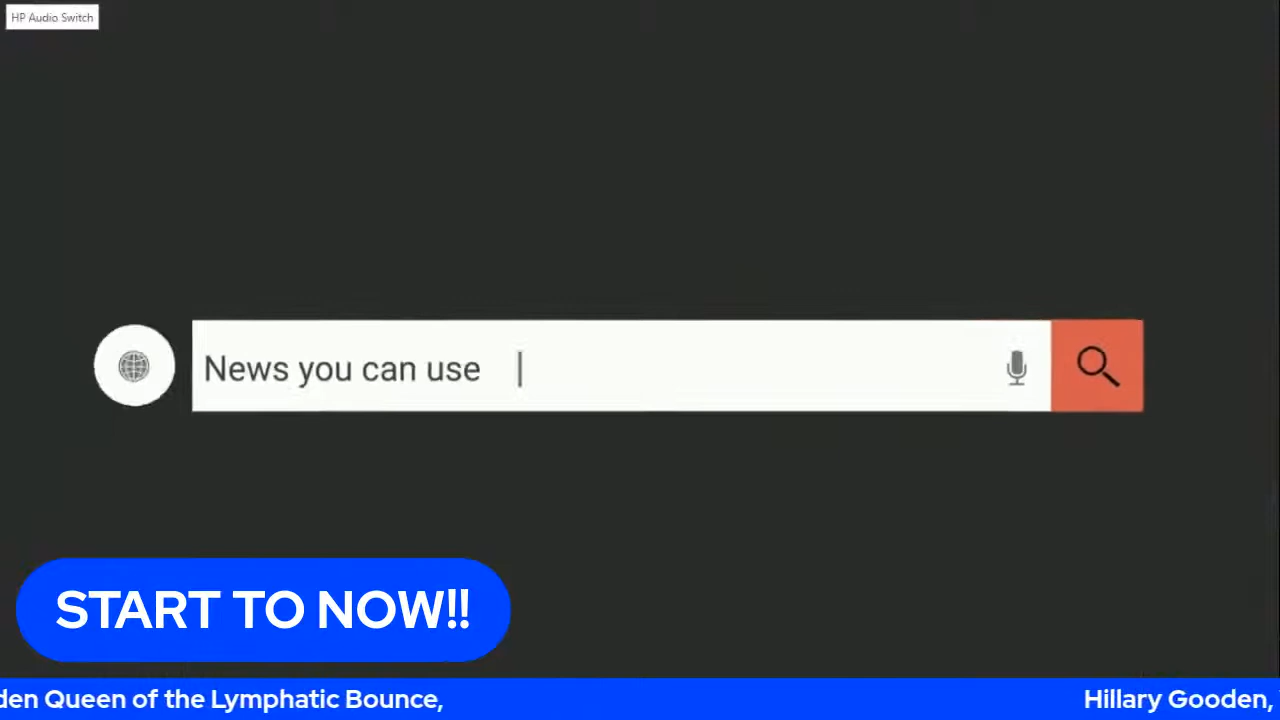 HP Audio Switch
News you can use
START TO NOW!!
den Queen of the Lymphatic Bounce,
Hillary Gooden,